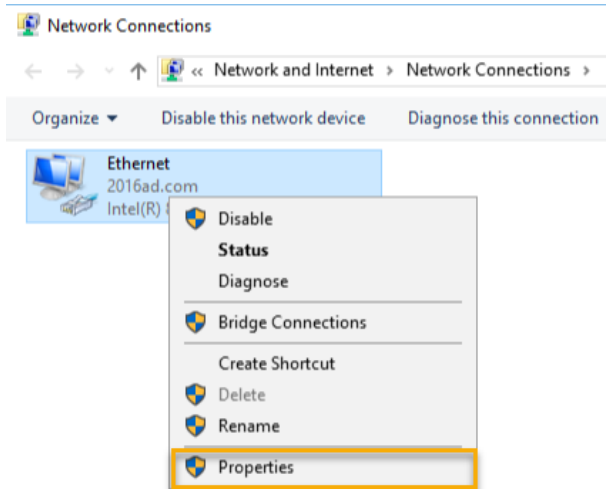 Network Connections
« Network and Internet > Network Connections >
Organize Disable this network device Diagnose this connection
Ethernet
2016ad.com
Intel(R)
Disable
Status
Diagnose
Bridge Connections
Create Shortcut
Delete
Rename
Properties